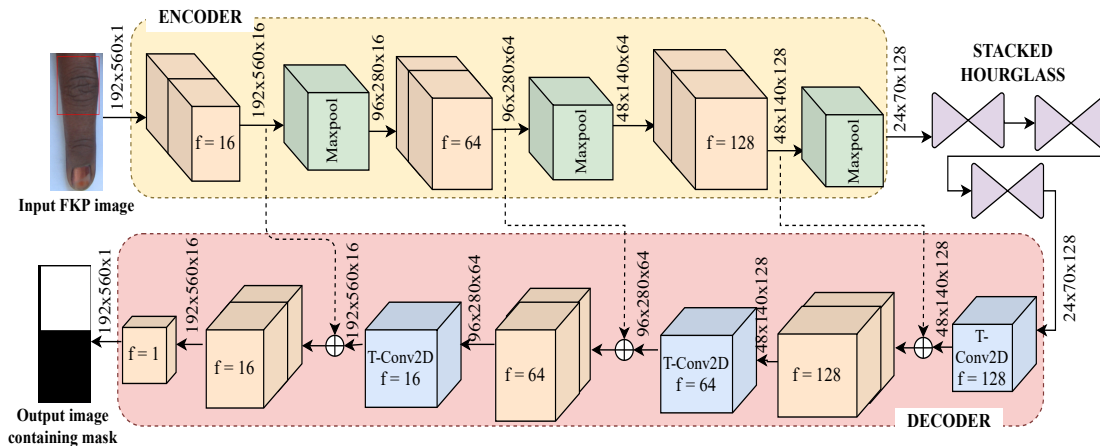 ENCODER
192x560x1
f = 16
192x560x16
Maxpool
96x280x16
f = 64
96x280x64
Maxpool
48x140x64
f = 128
48x140x128
Maxpool
24x70x128
STACKED
HOURGLASS
Input FKP image
24x70x128
T-
Conv2D
f = 128
48x140x128
f = 128
48x140x128
T-Conv2D
f = 64
96x280x64
f = 64
96x280x64
T-Conv2D
f = 16
192x560x16
f = 16
192x560x16
f = 1
192x560x1
Output image
containing mask
DECODER